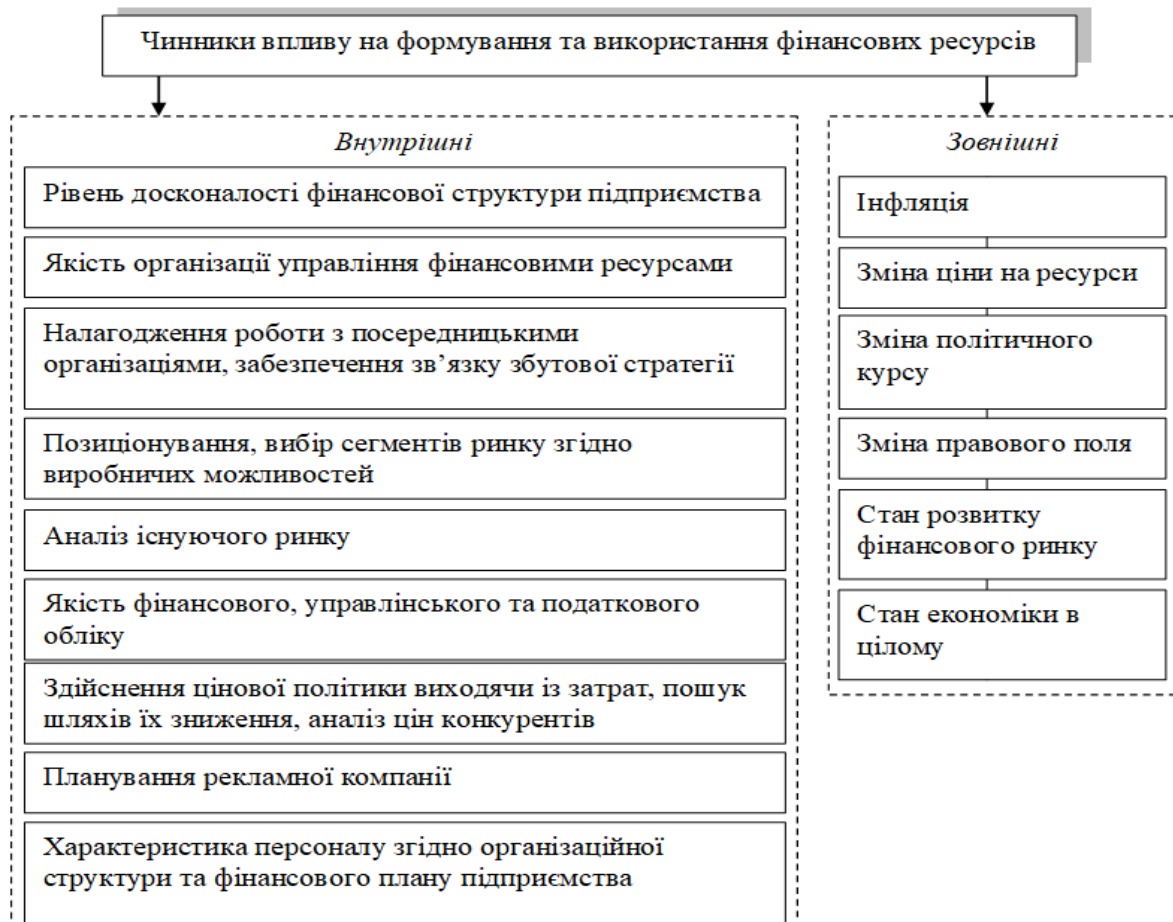 Чинники впливу на формування та використання фінансових ресурсів
Внутрішні
Рівень досконалості фінансової структури підприємства
Якість організації управління фінансовими ресурсами
Налагодження роботи з посередницькими
організаціями, забезпечення зв’язку збутової стратегії
Позиціонування, вибір сегментів ринку згідно
виробничих можливостей
Аналіз існуючого ринку
Якість фінансового, управлінського та податкового
обліку
Здійснення цінової політики виходячи із затрат, пошук
шляхів їх зниження, аналіз цін конкурентів
Планування рекламної компанії
Характеристика персоналу згідно організаційної
структури та фінансового плану підприємства
Зовнішні
Інфляція
Зміна ціни на ресурси
Зміна політичного
курсу
Зміна правового поля
Стан розвитку
фінансового ринку
Стан економіки в
цілому